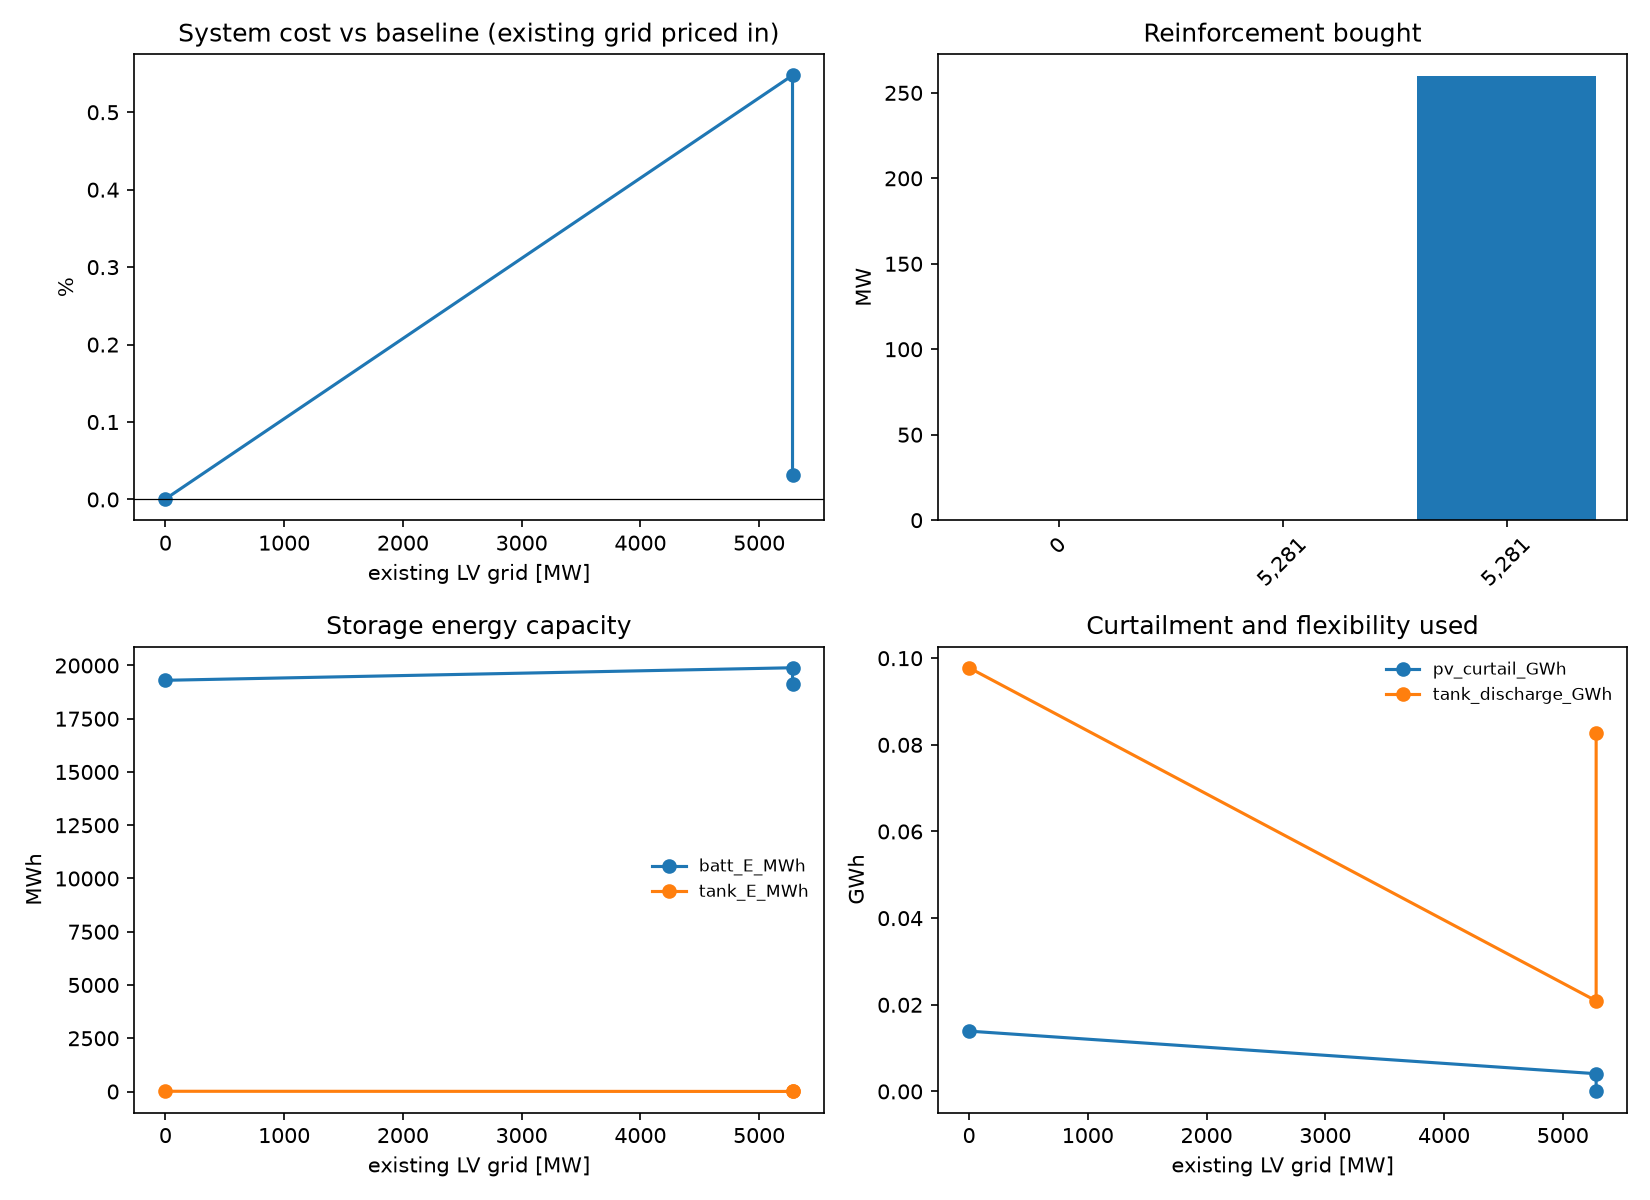 System cost vs baseline (existing grid priced in)
%
0.5
0.4
0.3
0.2
0.1
0.0
0 1000 2000 3000 4000 5000
existing LV grid [MW]
Reinforcement bought
MW
250
200
150
100
50
0
0 5,281 5,281
Storage energy capacity
MWh
20000
17500
15000
12500
10000
7500
5000
2500
0
batt_E_MWh
tank_E_MWh
0 1000 2000 3000 4000 5000
existing LV grid [MW]
Curtailment and flexibility used
GWh
0.10
0.08
0.06
0.04
0.02
0.00
pv_curtail_GWh
tank_discharge_GWh
0 1000 2000 3000 4000 5000
existing LV grid [MW]